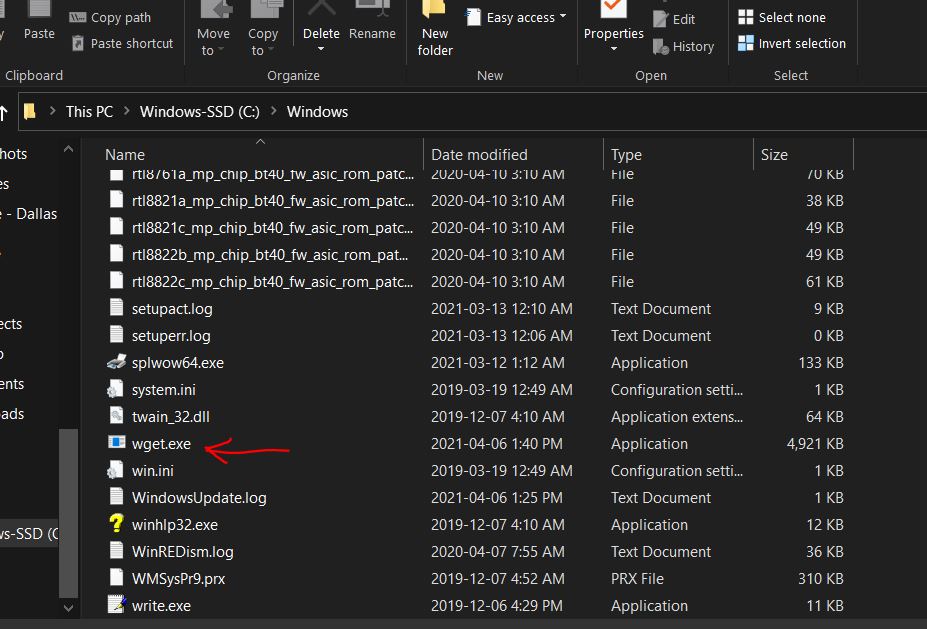 Paste
Copy path
Paste shortcut
Move to
Copy to
Delete
Rename
New folder
Easy access
Properties
Edit
History
Select none
Invert selection
Clipboard
Organize
New
Open
Select
This PC > Windows-SSD (C:) > Windows
Name Date modified Type Size
rtl8761a_mp_chip_bt40_fw_asic_rom_patc... 2020-04-10 3:10 AM File 70 KB
rtl8821a_mp_chip_bt40_fw_asic_rom_patc... 2020-04-10 3:10 AM File 38 KB
rtl8821c_mp_chip_bt40_fw_asic_rom_patc... 2020-04-10 3:10 AM File 49 KB
rtl8822b_mp_chip_bt40_fw_asic_rom_pat... 2020-04-10 3:10 AM File 49 KB
rtl8822c_mp_chip_bt40_fw_asic_rom_patc... 2020-04-10 3:10 AM File 61 KB
setupact.log 2021-03-13 12:10 AM Text Document 9 KB
setuperr.log 2021-03-13 12:06 AM Text Document 0 KB
splwow64.exe 2021-03-12 1:12 AM Application 133 KB
system.ini 2019-03-19 12:49 AM Configuration setti... 1 KB
twain_32.dll 2019-12-07 4:10 AM Application extens... 64 KB
wget.exe 2021-04-06 1:40 PM Application 4,921 KB
win.ini 2019-03-19 12:49 AM Configuration setti... 1 KB
WindowsUpdate.log 2021-04-06 1:25 PM Text Document 1 KB
winhlp32.exe 2019-12-07 4:10 AM Application 12 KB
WinREDism.log 2020-04-07 7:55 AM Text Document 36 KB
WMSysPr9.prx 2019-12-07 4:52 AM PRX File 310 KB
write.exe 2019-12-06 4:29 PM Application 11 KB
hots
es
e - Dallas
ects
ents
ads
ws-SSD (C